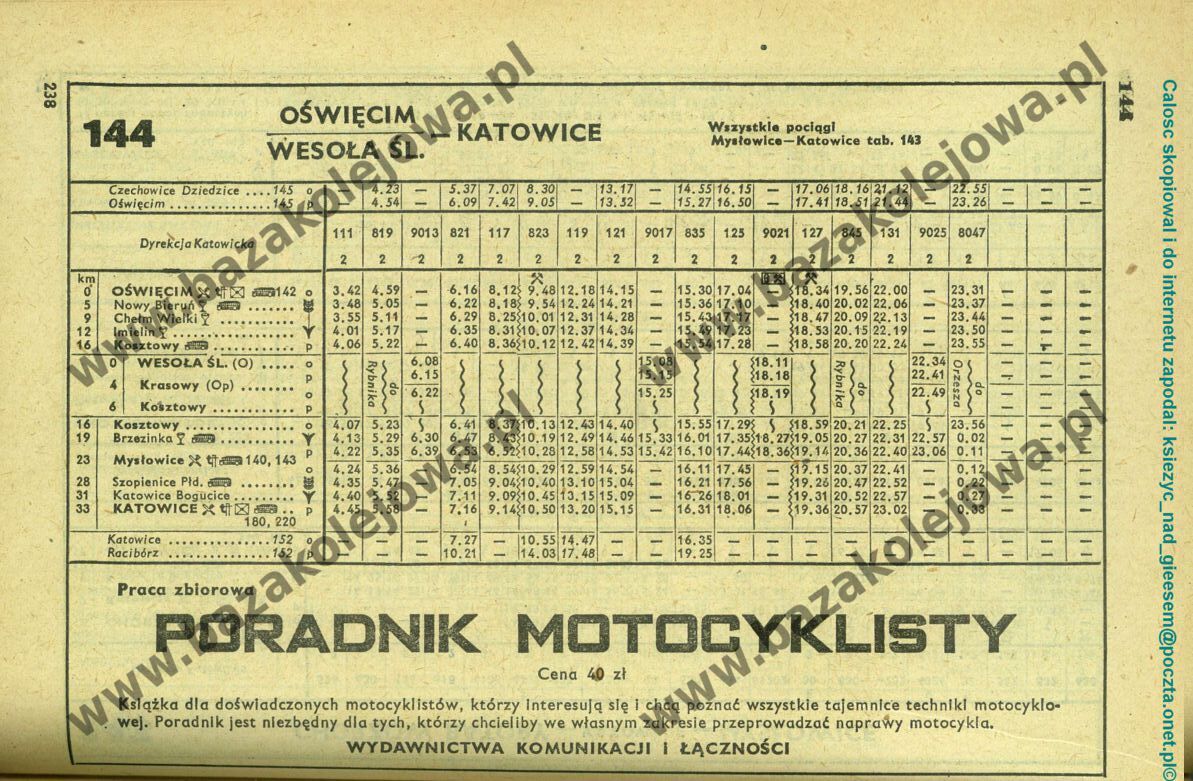 238
144
144
OŚWIĘCIM
WESOŁA ŚL.
— KATOWICE
Wszystkie pociągi
Mysłowice—Katowice tab. 143
Czechowice Dziedzice .... 145 o — 4.23 — 5.37 7.07 8.30 — 13.17 — 14.55 16.15 — 17.06 18.16 21.12 — 22.55 — — —
Oświęcim ............... 145 p — 4.54 — 6.09 7.42 9.05 — 13.52 — 15.27 16.50 — 17.41 18.51 21.44 — 23.26 — — —
Dyrekcja Katowicka 111 819 9013 821 117 823 119 121 9017 835 125 9021 127 845 131 9025 8047
2 2 2 2 2 2 2 2 2 2 2 2 2 2 2 2 2
km
0 OŚWIĘCIM 142 o 3.42 4.59 — 6.16 8.12 9.48 12.18 14.15 — 15.30 17.04 — 18.34 19.56 22.00 — 23.31 — — —
5 Nowy Bieruń ....... 3.48 5.05 — 6.22 8.18 9.54 12.24 14.21 — 15.36 17.10 — 18.40 20.02 22.06 — 23.37 — — —
9 Chełm Wielki ........... 3.55 5.11 — 6.29 8.25 10.01 12.31 14.28 — 15.43 17.17 — 18.47 20.09 22.13 — 23.44 — — —
12 Imielin ................ 4.01 5.17 — 6.35 8.31 10.07 12.37 14.34 — 15.49 17.23 — 18.53 20.15 22.19 — 23.50 — — —
16 Kosztowy ........... p 4.06 5.22 — 6.40 8.36 10.12 12.42 14.39 — 15.54 17.28 — 18.58 20.20 22.24 — 23.55 — — —
0 WESOŁA ŚL. (O) ..... o 6.08 15.08 18.11 22.34 — — —
4 Krasowy (Op) ........ p 6.15 15.15 18.18 22.41 — — —
o 6.22 15.25 18.19 22.49 — — —
6 Kosztowy ............ p — — —
do Rybnika
do Rybnika
do Orzesza
16 Kosztowy ............... o 4.07 5.23 6.41 8.37 10.13 12.43 14.40 15.55 17.29 18.59 20.21 22.25 23.56 — — —
19 Brzezinka ........... 4.13 5.29 6.30 6.47 8.43 10.19 12.49 14.46 15.33 16.01 17.35 18.27 19.05 20.27 22.31 22.57 0.02 — — —
23 Mysłowice 140, 143 p 4.22 5.35 6.39 6.53 6.52 10.28 12.58 14.53 15.42 16.10 17.44 18.36 19.14 20.36 22.40 23.06 0.11 — — —
o 4.24 5.36 — 6.54 8.54 10.29 12.59 14.54 — 16.11 17.45 — 19.15 20.37 22.41 — 0.12 — — —
28 Szopienice Płd. ........ 4.35 5.47 — 7.05 9.04 10.40 13.10 15.04 — 16.21 17.56 — 19.26 20.47 22.52 — 0.22 — — —
31 Katowice Bogucice ......... 4.40 5.52 — 7.11 9.09 10.45 13.15 15.09 — 16.26 18.01 — 19.31 20.52 22.57 — 0.27 — — —
33 KATOWICE .. p 4.45 5.58 — 7.16 9.14 10.50 13.20 15.15 — 16.31 18.06 — 19.36 20.57 23.02 — 0.33 — — —
180, 220
Katowice ................ 152 o — — — 7.27 — 10.55 14.47 — — 16.35 — — — — — — — — — —
Racibórz ................ 152 p — — — 10.21 — 14.03 17.48 — — 19.25 — — — — — — — — — —
Praca zbiorowa
PORADNIK MOTOCYKLISTY
Cena 40 zł
Książka dla doświadczonych motocyklistów, którzy interesują się i chcą poznać wszystkie tajemnice techniki motocyklo-
wej. Poradnik jest niezbędny dla tych, którzy chcieliby we własnym zakresie przeprowadzać naprawy motocykla.
WYDAWNICTWA KOMUNIKACJI I ŁĄCZNOŚCI
www.bazakolejowa.pl
www.bazakolejowa.pl
www.bazakolejowa.pl
www.bazakolejowa.pl
Calosc skopiowal i do internetu zapodal: ksiezyc_nad_gieesem@poczta.onet.pl©